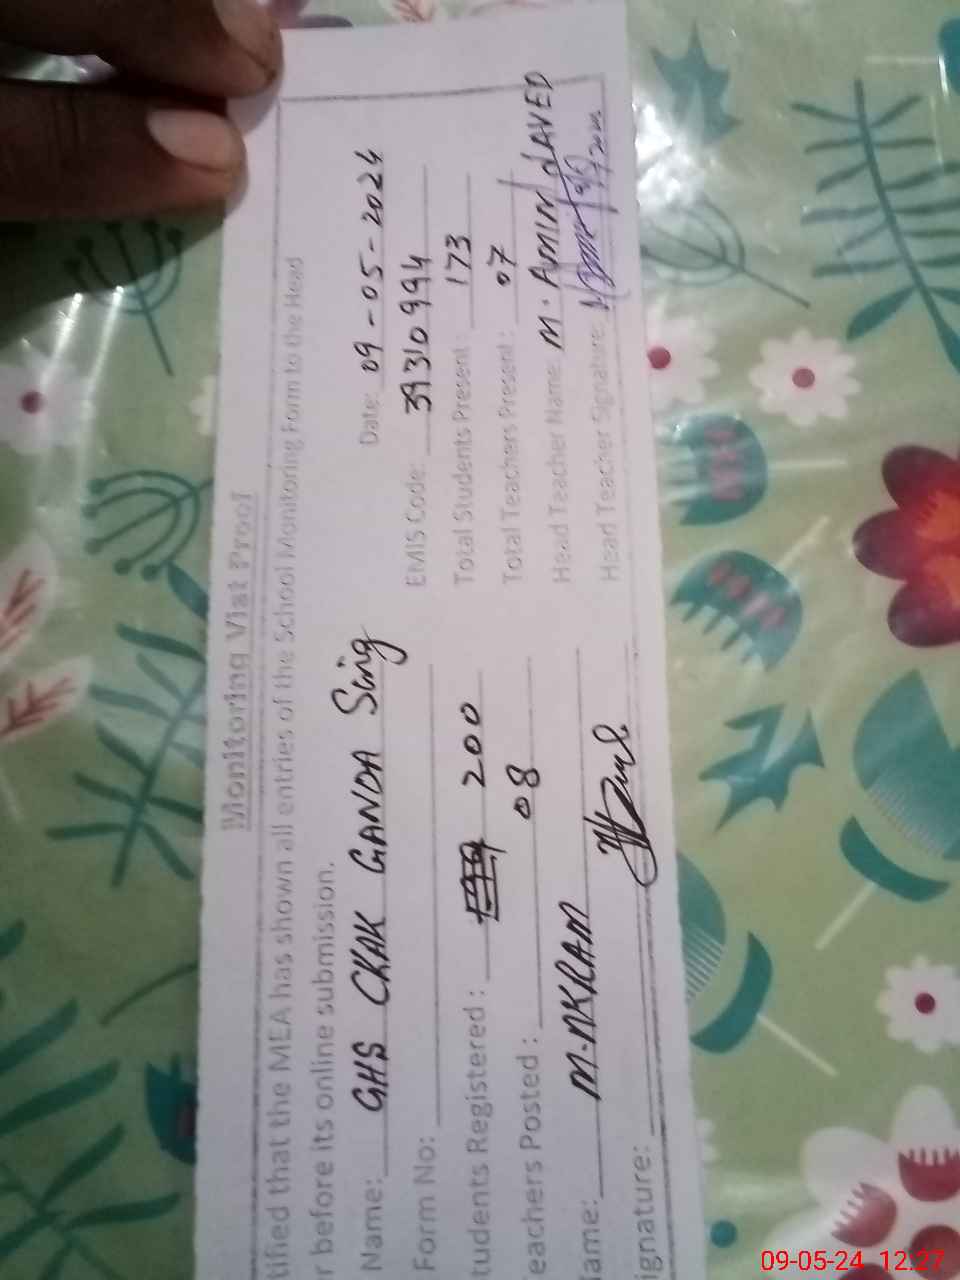 Monitoring Visit Proof
tified that the MEA has shown all entries of the School Monitoring Form to the Head
r before its online submission.
Date: 09-05-2024
Name: GHS CKAK GANDA Sing
EMIS Code: 39310994
Form No:
Total Students Present: 173
tudents Registered: 200
Total Teachers Present: 07
eachers Posted: 08
Head Teacher Name: M. AMIN JAVED
Name: M. AKRAM
Head Teacher Signature:
ignature:
09-05-24 12:27